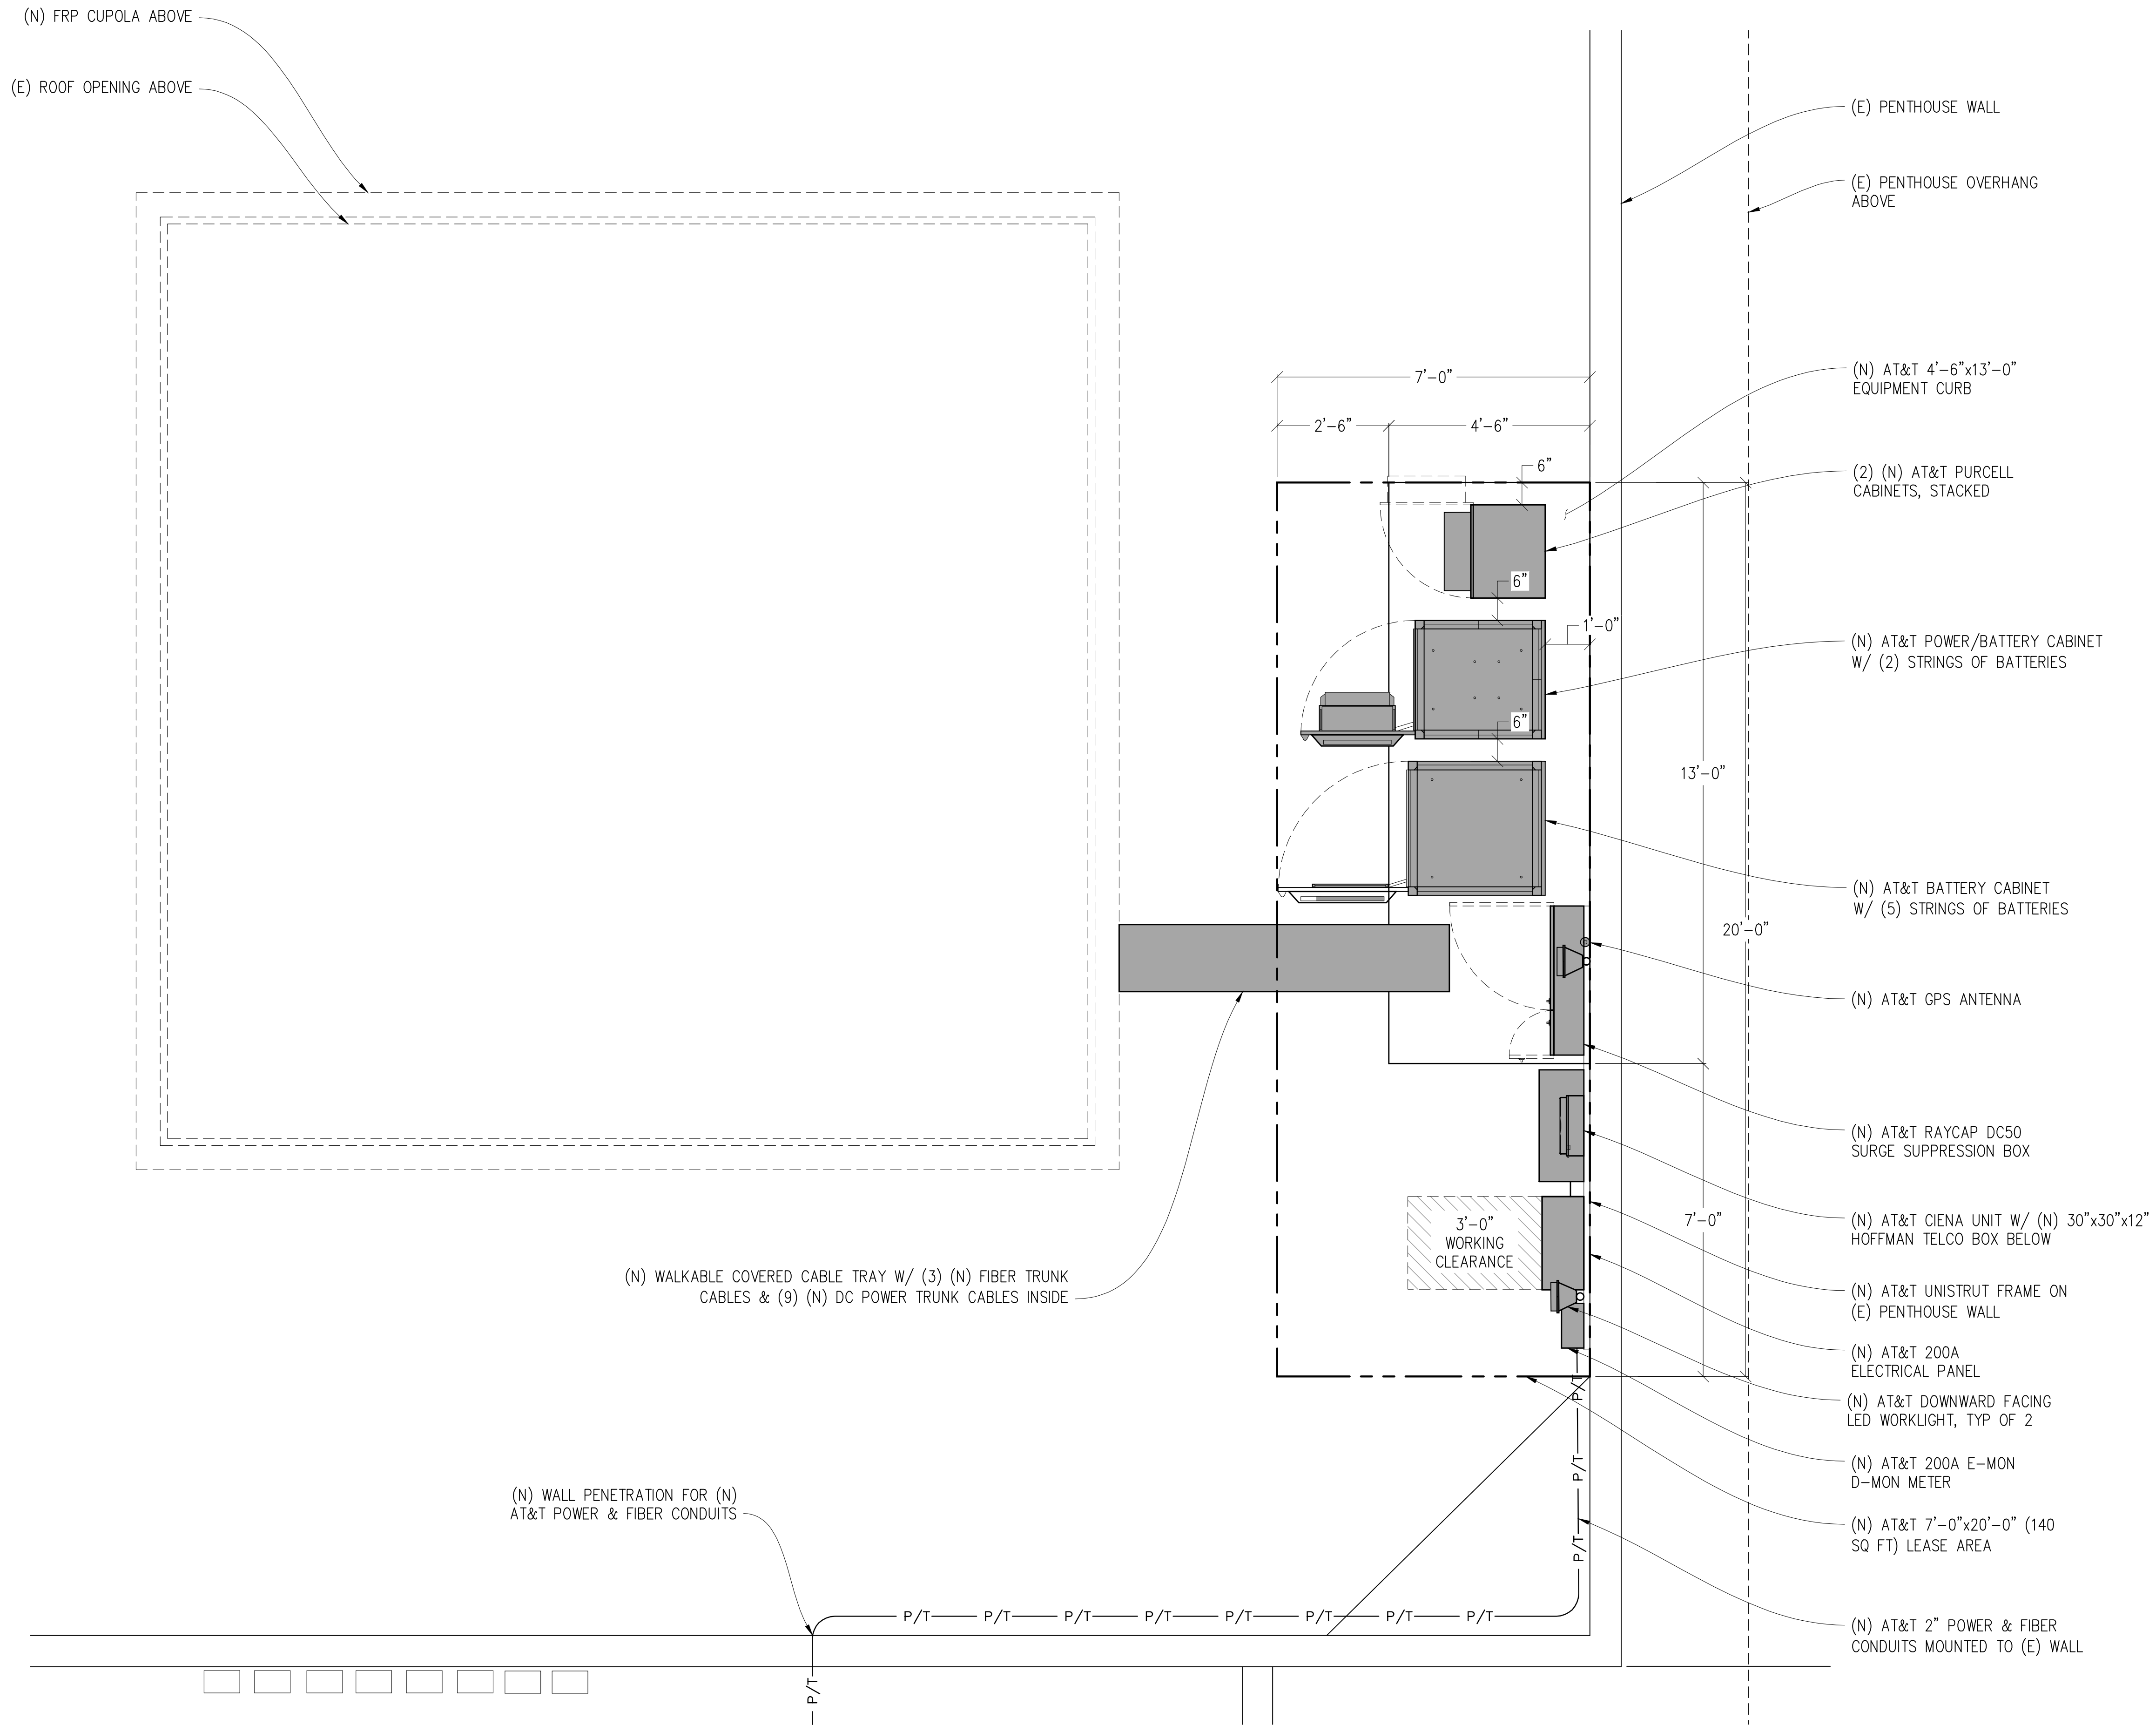 (N) FRP CUPOLA ABOVE
(E) ROOF OPENING ABOVE
(E) PENTHOUSE WALL
(E) PENTHOUSE OVERHANG
ABOVE
(N) AT&T 4'-6"x13'-0"
EQUIPMENT CURB
7'-0"
2'-6"
4'-6"
6"
(2) (N) AT&T PURCELL
CABINETS, STACKED
6"
1'-0"
(N) AT&T POWER/BATTERY CABINET
W/ (2) STRINGS OF BATTERIES
6"
13'-0"
(N) AT&T BATTERY CABINET
W/ (5) STRINGS OF BATTERIES
20'-0"
(N) AT&T GPS ANTENNA
(N) AT&T RAYCAP DC50
SURGE SUPPRESSION BOX
7'-0"
(N) AT&T CIENA UNIT W/ (N) 30"x30"x12"
HOFFMAN TELCO BOX BELOW
3'-0"
WORKING
CLEARANCE
(N) WALKABLE COVERED CABLE TRAY W/ (3) (N) FIBER TRUNK
CABLES & (9) (N) DC POWER TRUNK CABLES INSIDE
(N) AT&T UNISTRUT FRAME ON
(E) PENTHOUSE WALL
(N) AT&T 200A
ELECTRICAL PANEL
(N) AT&T DOWNWARD FACING
LED WORKLIGHT, TYP OF 2
(N) AT&T 200A E-MON
D-MON METER
(N) AT&T 7'-0"x20'-0" (140
SQ FT) LEASE AREA
(N) WALL PENETRATION FOR (N)
AT&T POWER & FIBER CONDUITS
P/T
P/T
P/T
P/T P/T P/T P/T P/T P/T P/T P/T
(N) AT&T 2" POWER & FIBER
CONDUITS MOUNTED TO (E) WALL
P/T